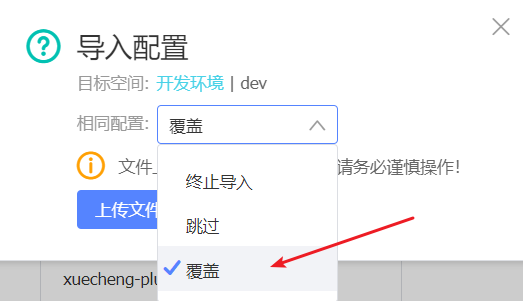 导入配置
目标空间: 开发环境 | dev
相同配置: 覆盖
终止导入
跳过
覆盖
文件 请务必谨慎操作!
上传文件
xuecheng-plu